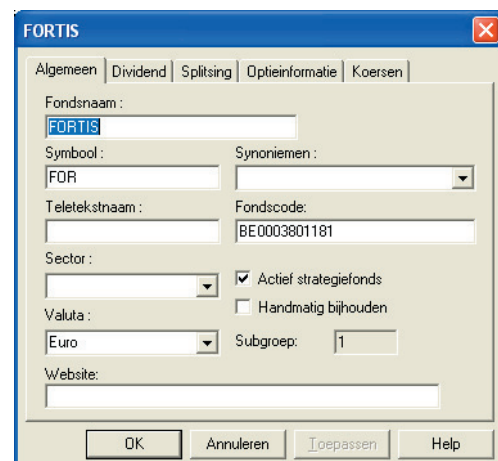 FORTIS
Algemeen Dividend Splitsing Optieinformatie Koersen
Fondsnaam :
FORTIS
Symbool : Synoniemen :
FOR
Teletekstnaam : Fondscode:
BE0003801181
Sector :
Actief strategiefonds
Handmatig bijhouden
Valuta :
Euro Subgroep: 1
Website:
OK Annuleren Toepassen Help